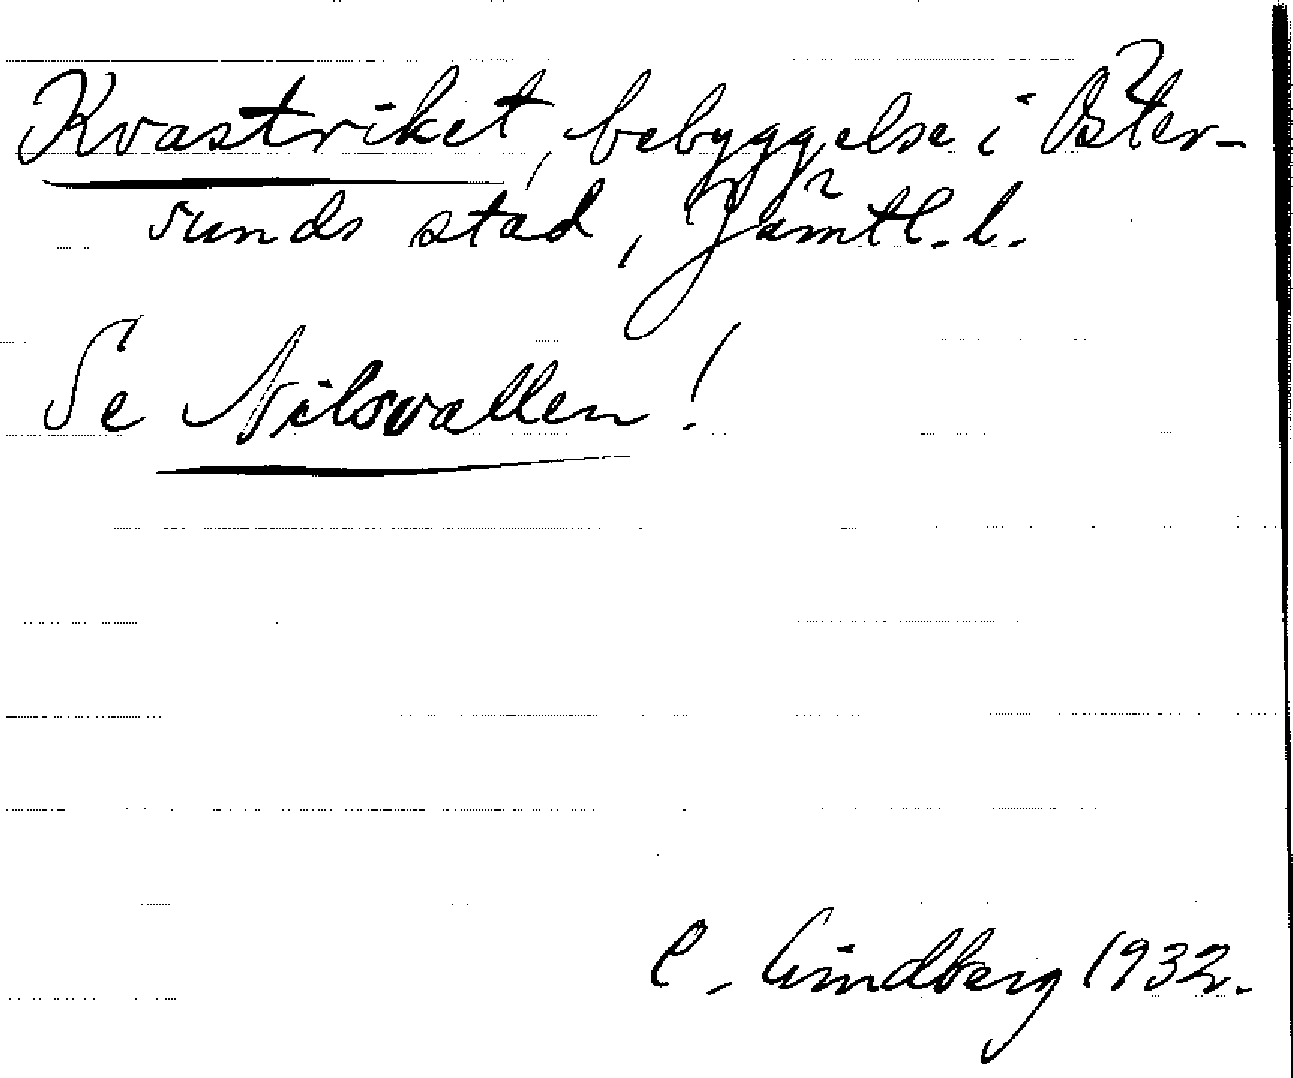 Kvastriket, bebyggelse i Öster-
sunds stad, Jämtl. l.
Se Nilsvallen!
C. Lindberg 1932.